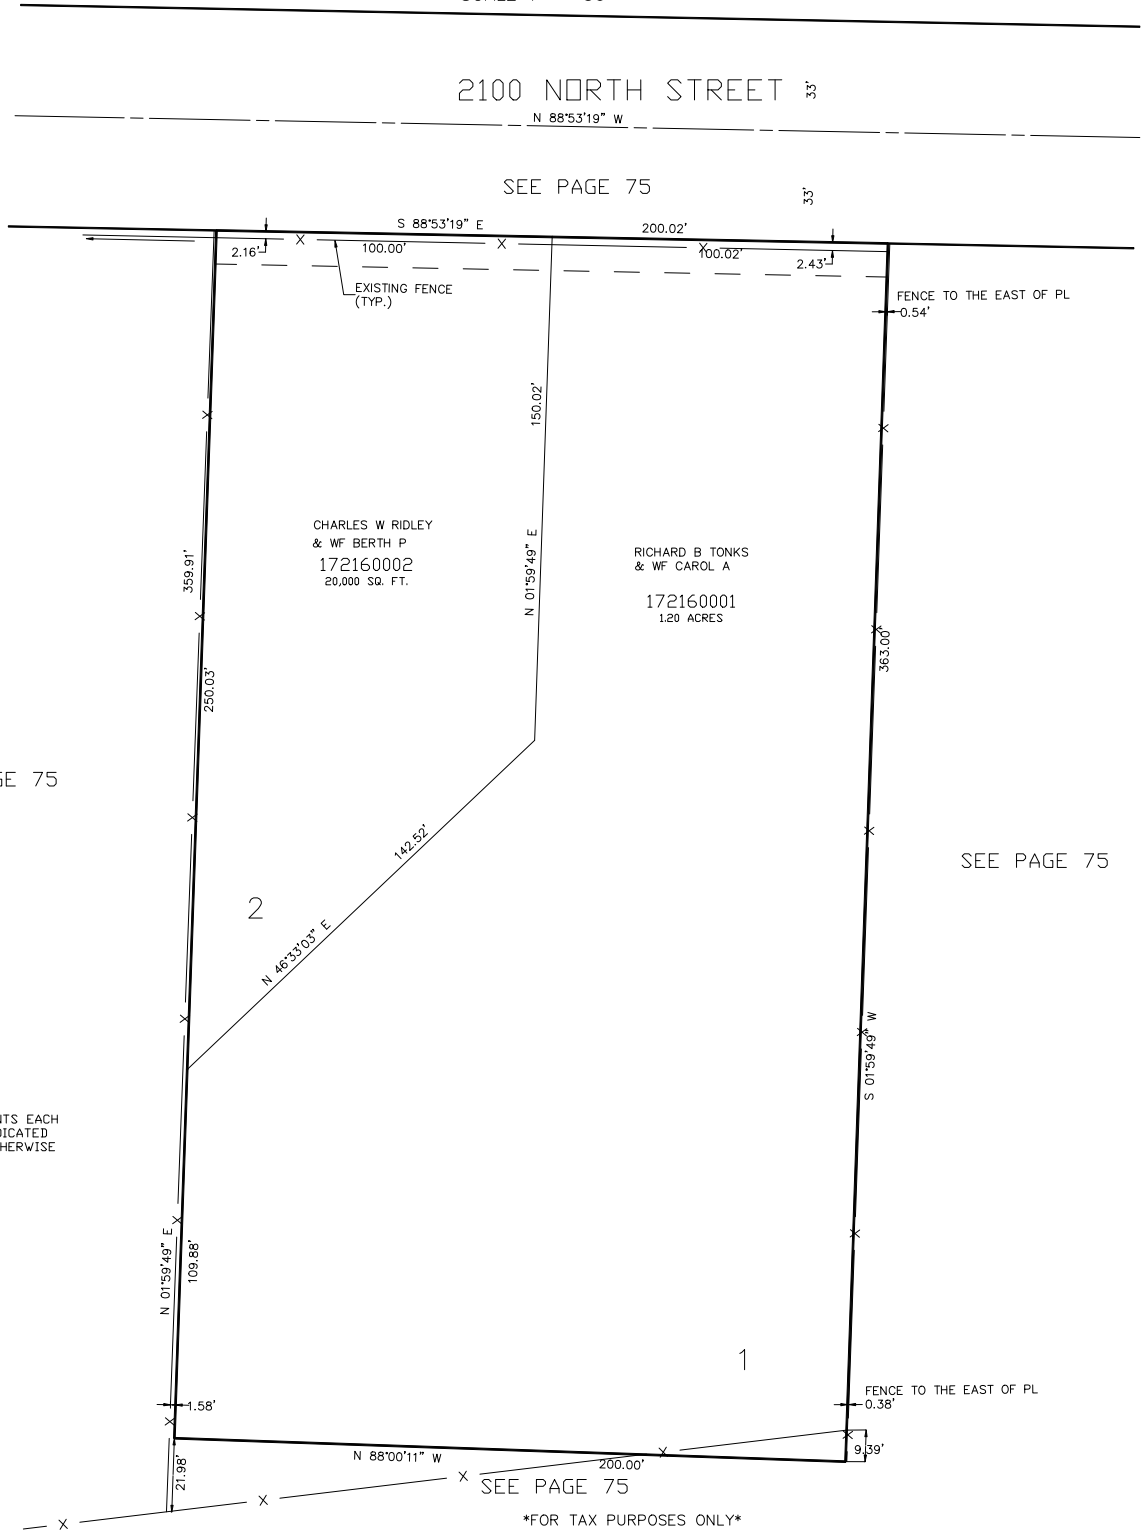 2100 NORTH STREET
33'
N 88°53'19" W
SEE PAGE 75
33'
S 88°53'19" E
200.02'
2.16'
100.00'
100.02'
2.43'
EXISTING FENCE
(TYP.)
FENCE TO THE EAST OF PL
0.54'
150.02'
N 01°59'49" E
CHARLES W RIDLEY
& WF BERTH P
172160002
20,000 SQ. FT.
RICHARD B TONKS
& WF CAROL A
172160001
1.20 ACRES
359.91'
250.03'
363.00'
GE 75
142.52'
N 46°33'03" E
2
SEE PAGE 75
S 01°59'49" W
NTS EACH
DICATED
HERWISE
N 01°59'49" E
109.88'
1
FENCE TO THE EAST OF PL
0.38'
1.58'
9.39'
21.98'
N 88°00'11" W
200.00'
SEE PAGE 75
*FOR TAX PURPOSES ONLY*